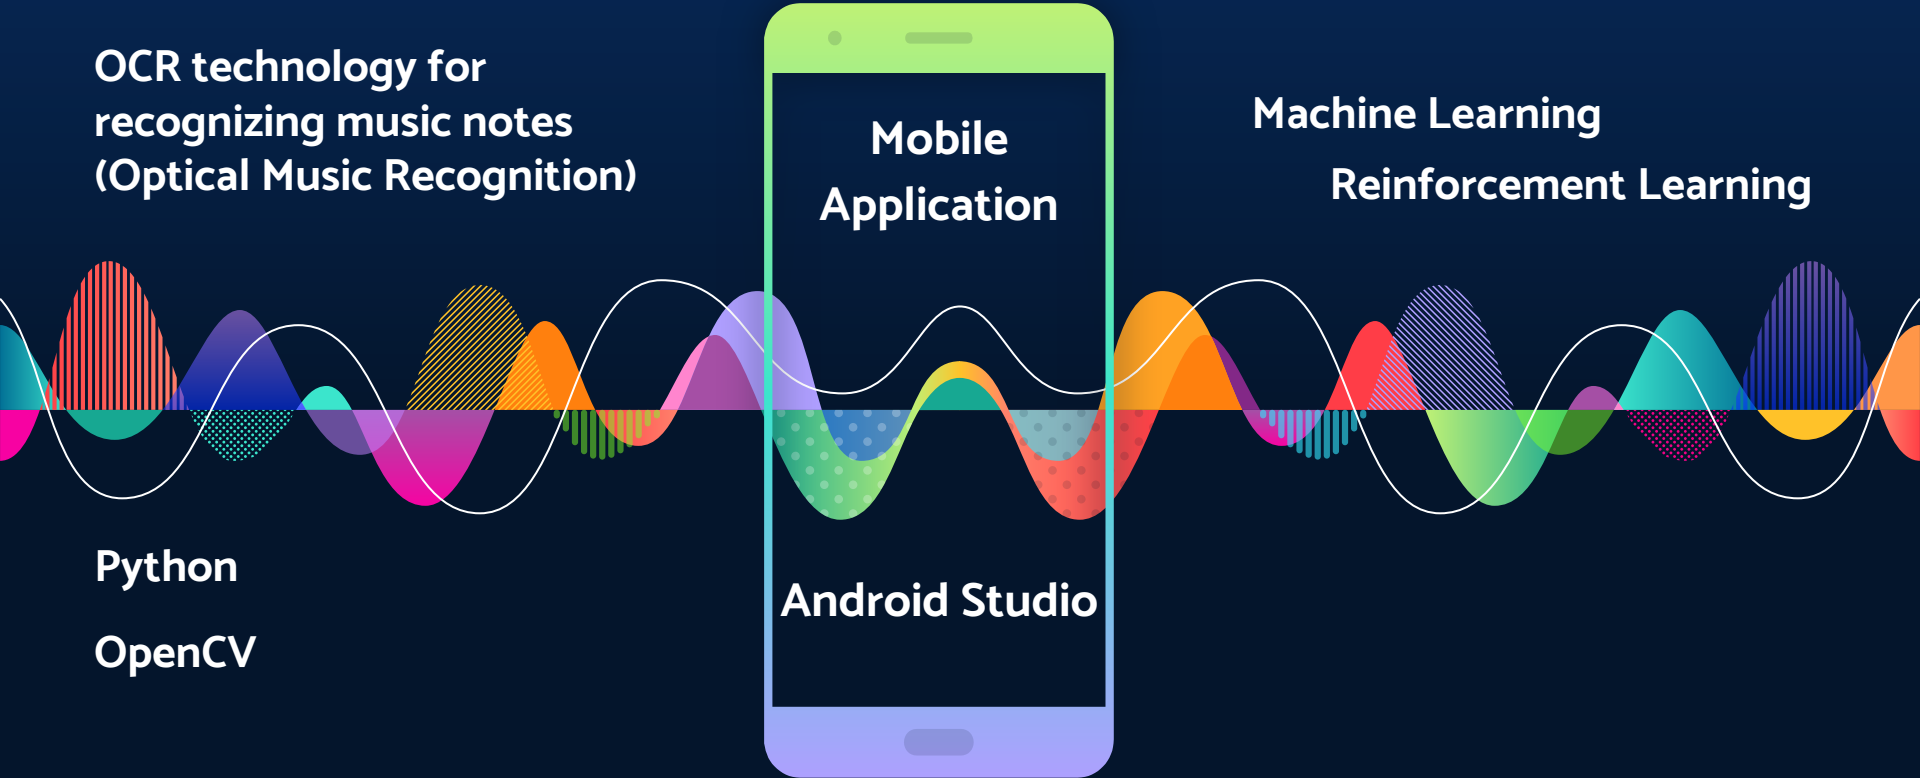 OCR technology for
recognizing music notes
(Optical Music Recognition)
Python
OpenCV
Mobile
Application
Android Studio
Machine Learning
Reinforcement Learning